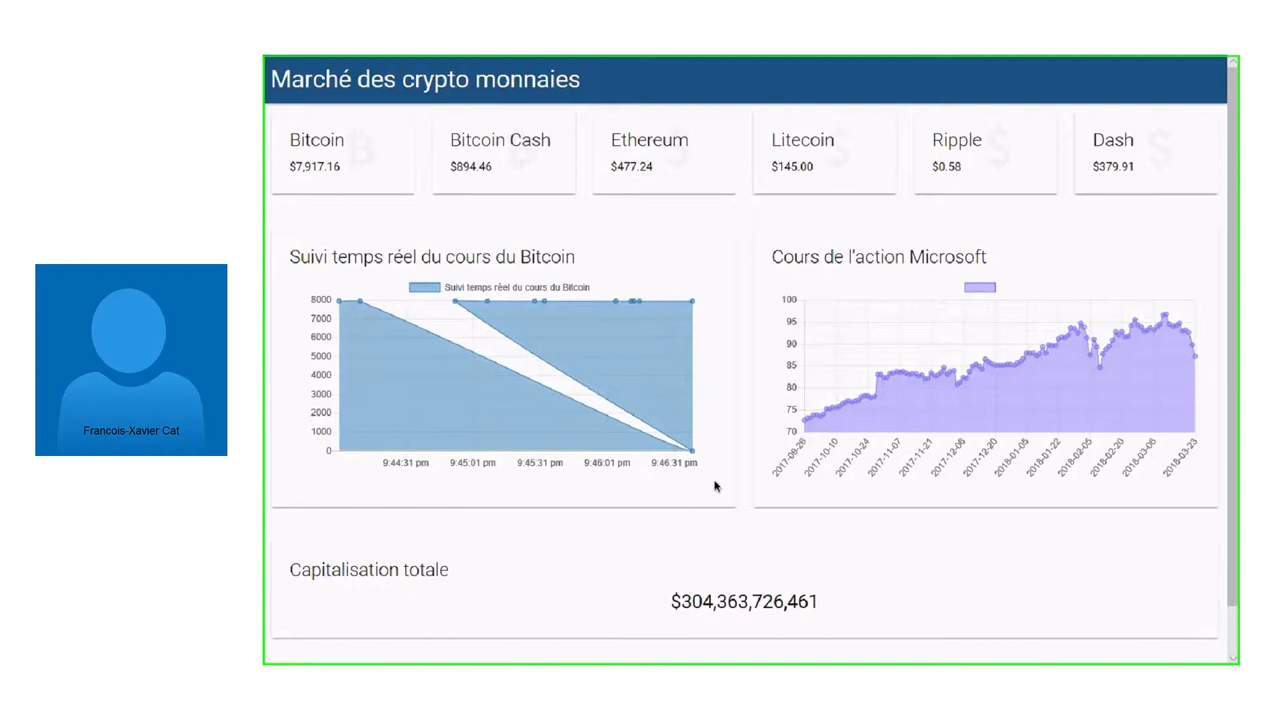 Marché des crypto monnaies
Bitcoin
$7,917.16
Bitcoin Cash
$894.46
Ethereum
$477.24
Litecoin
$145.00
Ripple
$0.58
Dash
$379.91
Suivi temps réel du cours du Bitcoin
Suivi temps réel du cours du Bitcoin
8000
7000
6000
5000
4000
3000
2000
1000
0
9:44:31 pm 9:45:01 pm 9:45:31 pm 9:46:01 pm 9:46:31 pm
Cours de l'action Microsoft
100
95
90
85
80
75
70
2017-09-26 2017-10-10 2017-10-24 2017-11-07 2017-11-21 2017-12-06 2017-12-20 2018-01-05 2018-01-22 2018-02-05 2018-02-20 2018-03-06 2018-03-23
Francois-Xavier Cat
Capitalisation totale
$304,363,726,461